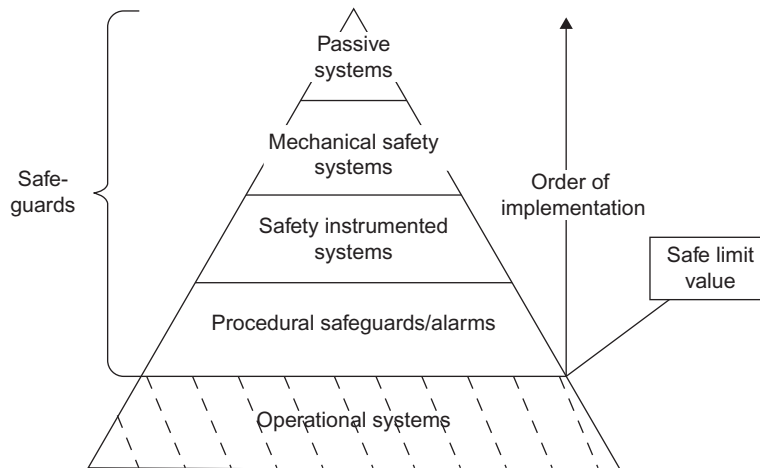 Passive
systems
Mechanical safety
systems
Safe-
guards
Order of
implementation
Safety instrumented
systems
Safe limit
value
Procedural safeguards/alarms
Operational systems